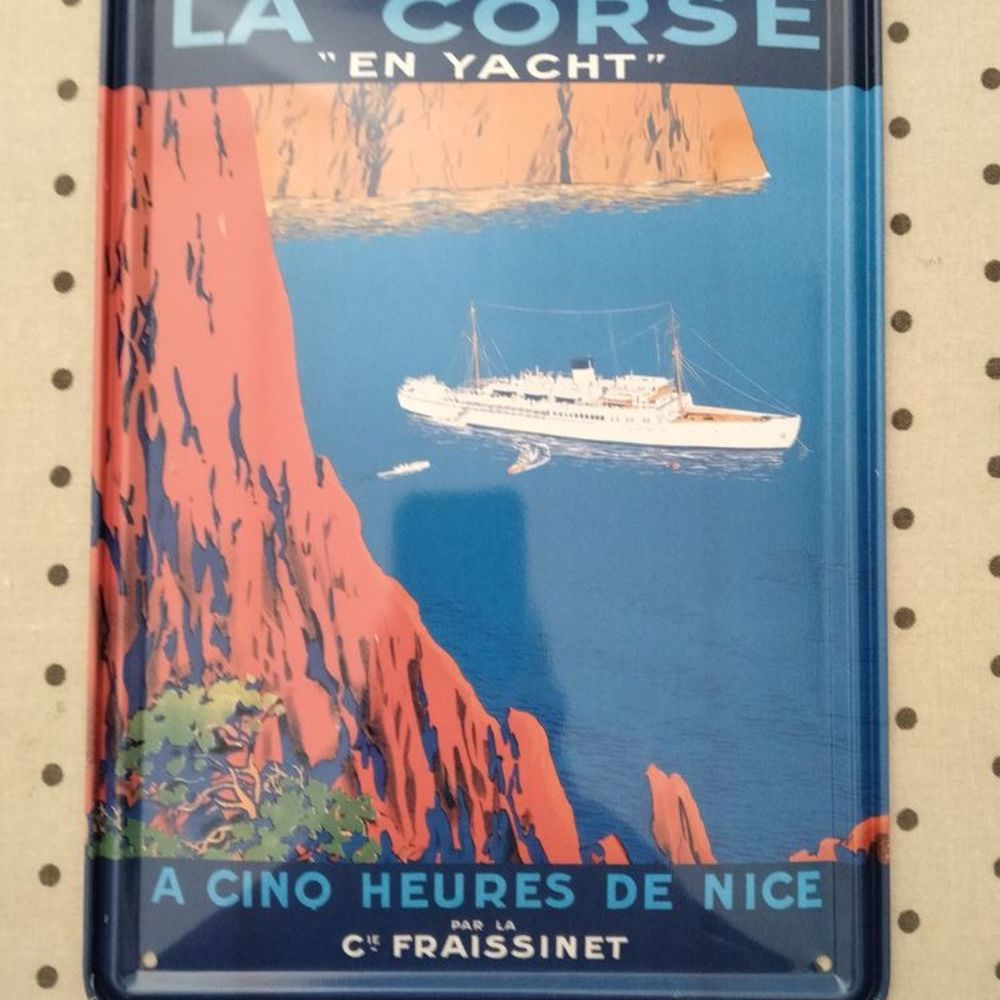 LA CORSE
"EN YACHT"
A CINQ HEURES DE NICE
PAR LA
CIE FRAISSINET